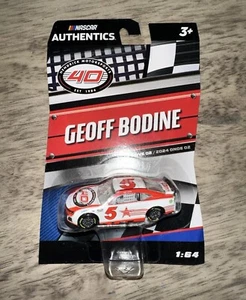 NASCAR
AUTHENTICS
3+
40
GEOFF BODINE
5
1:64